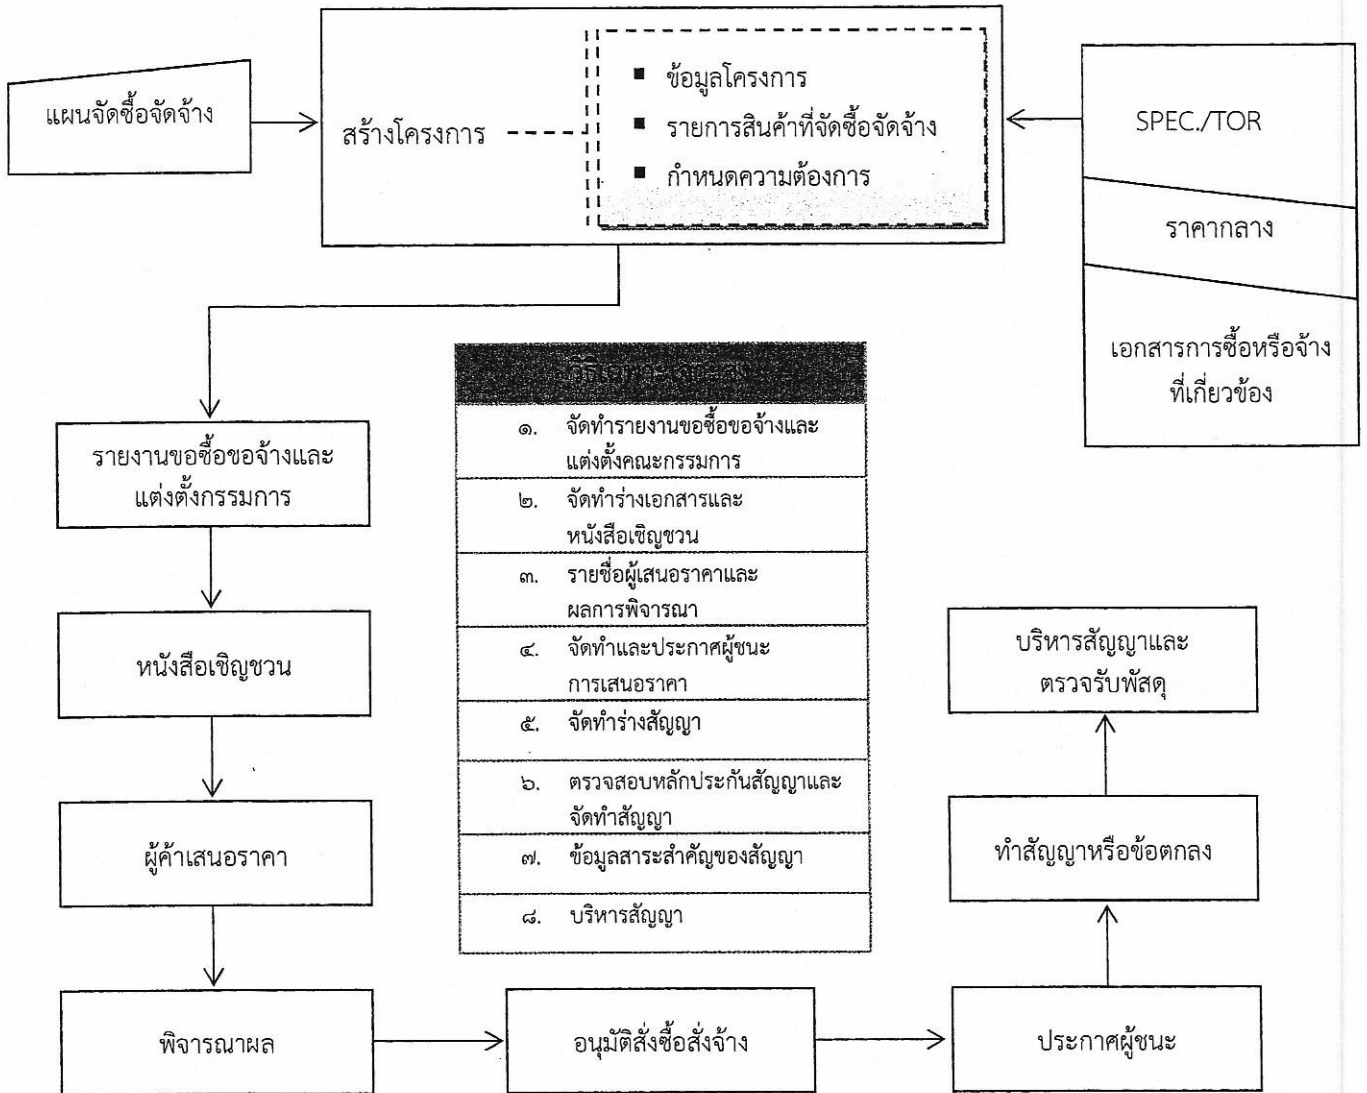 แผนจัดซื้อจัดจ้าง
สร้างโครงการ
■ ข้อมูลโครงการ
■ รายการสินค้าที่จัดซื้อจัดจ้าง
■ กำหนดความต้องการ
SPEC./TOR
ราคากลาง
เอกสารการซื้อหรือจ้าง
ที่เกี่ยวข้อง
วิธีเฉพาะเจาะจง
๑. จัดทำรายงานขอซื้อขอจ้างและ
แต่งตั้งคณะกรรมการ
๒. จัดทำร่างเอกสารและ
หนังสือเชิญชวน
๓. รายชื่อผู้เสนอราคาและ
ผลการพิจารณา
๔. จัดทำและประกาศผู้ชนะ
การเสนอราคา
๕. จัดทำร่างสัญญา
๖. ตรวจสอบหลักประกันสัญญาและ
จัดทำสัญญา
๗. ข้อมูลสาระสำคัญของสัญญา
๘. บริหารสัญญา
รายงานขอซื้อขอจ้างและ
แต่งตั้งกรรมการ
หนังสือเชิญชวน
ผู้ค้าเสนอราคา
พิจารณาผล
อนุมัติสั่งซื้อสั่งจ้าง
ประกาศผู้ชนะ
ทำสัญญาหรือข้อตกลง
บริหารสัญญาและ
ตรวจรับพัสดุ